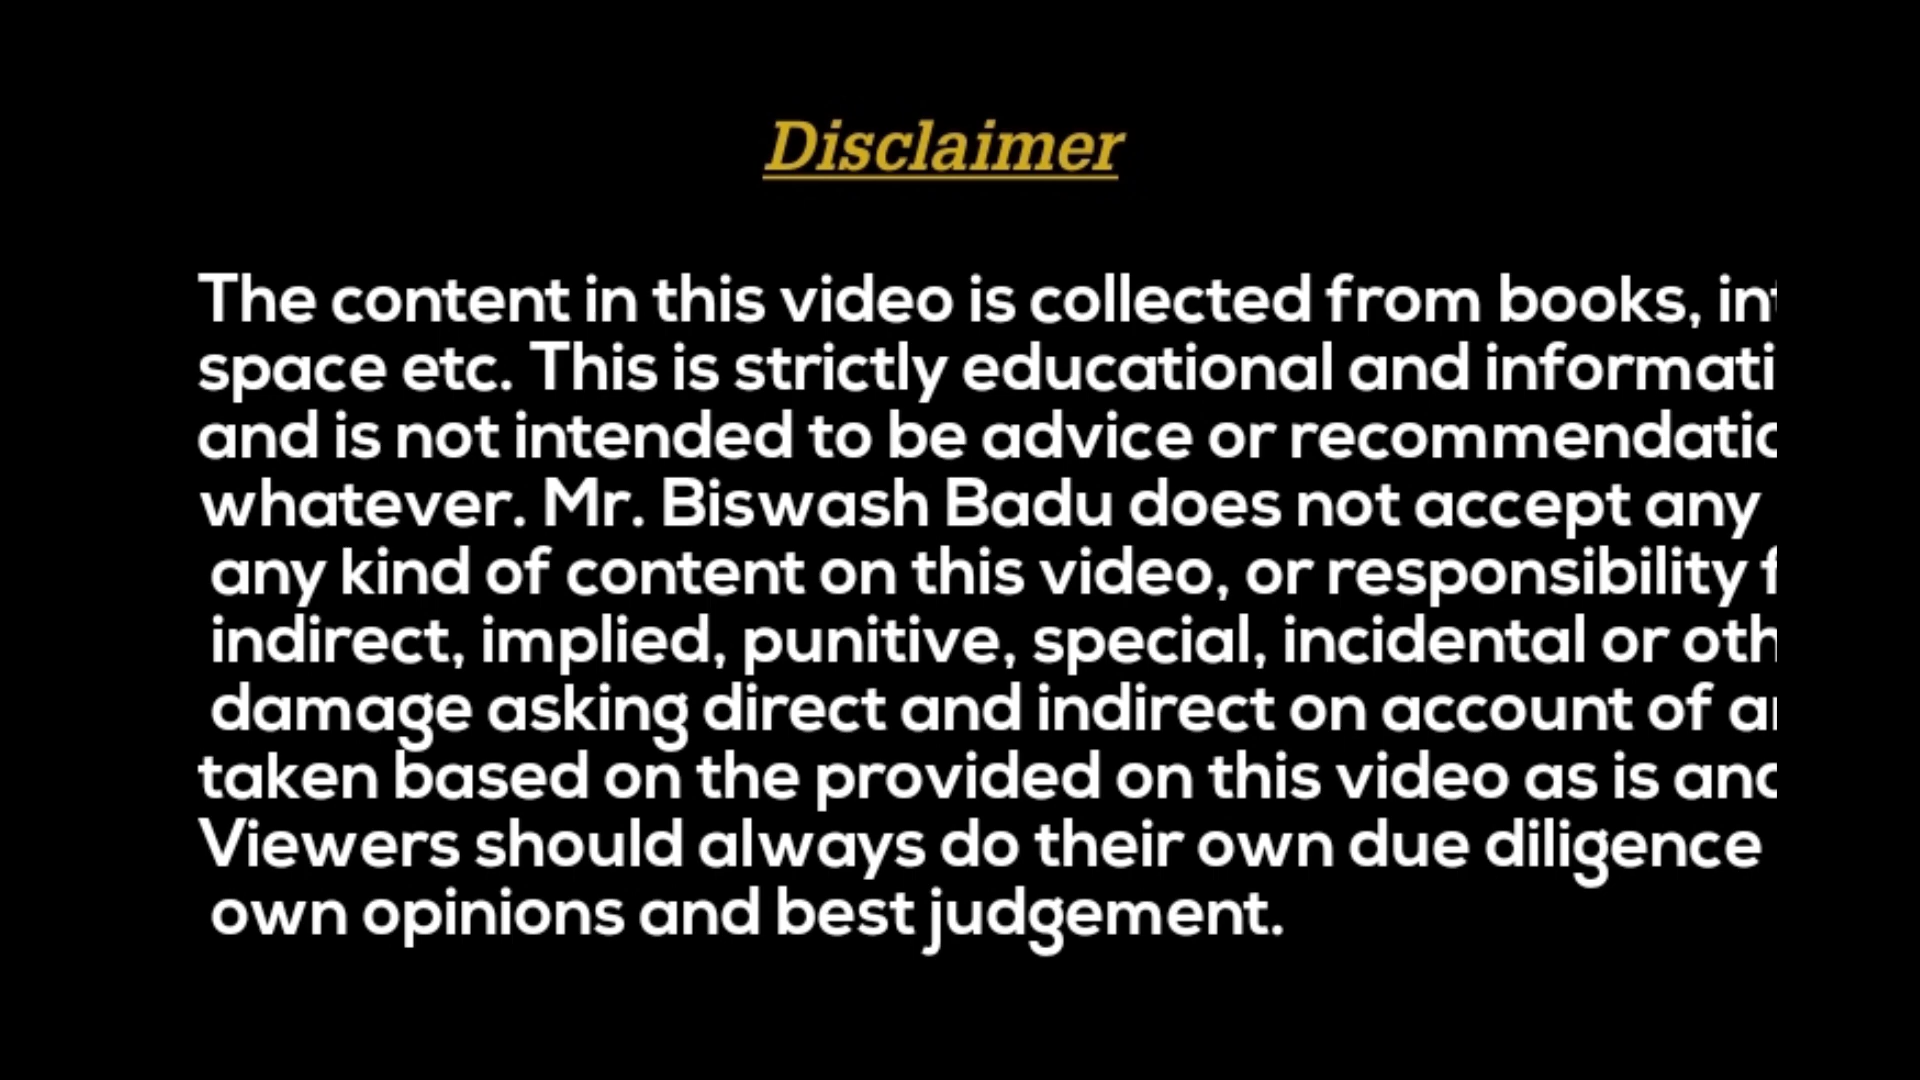 Disclaimer
The content in this video is collected from books,
space etc. This is strictly educational and
and is not intended to be advice or
whatever. Mr. Biswash Badu does not accept any
any kind of content on this video, or responsibility
indirect, implied, punitive, special, incidental or
damage asking direct and indirect on account of
taken based on the provided on this video as is
Viewers should always do their own due diligence
own opinions and best judgement.